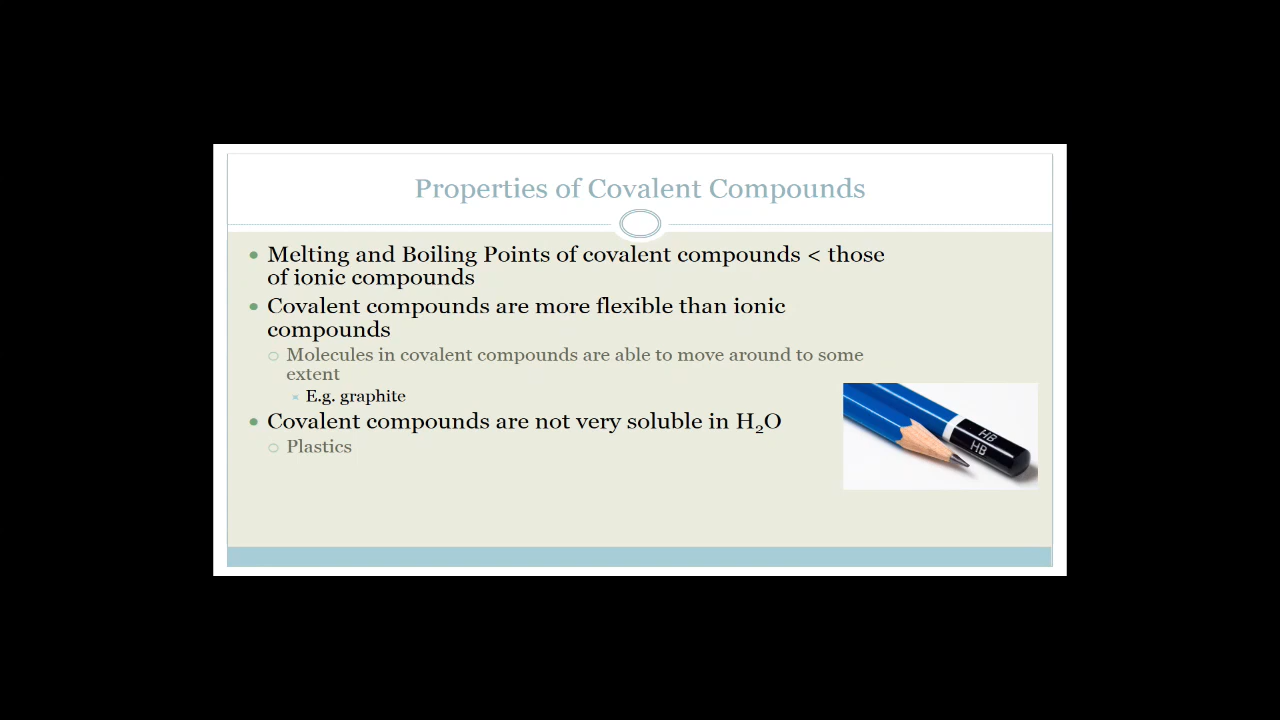 Properties of Covalent Compounds
Melting and Boiling Points of covalent compounds < those
of ionic compounds
Covalent compounds are more flexible than ionic
compounds
Molecules in covalent compounds are able to move around to some
extent
E.g. graphite
Covalent compounds are not very soluble in H₂O
Plastics
HB
HB